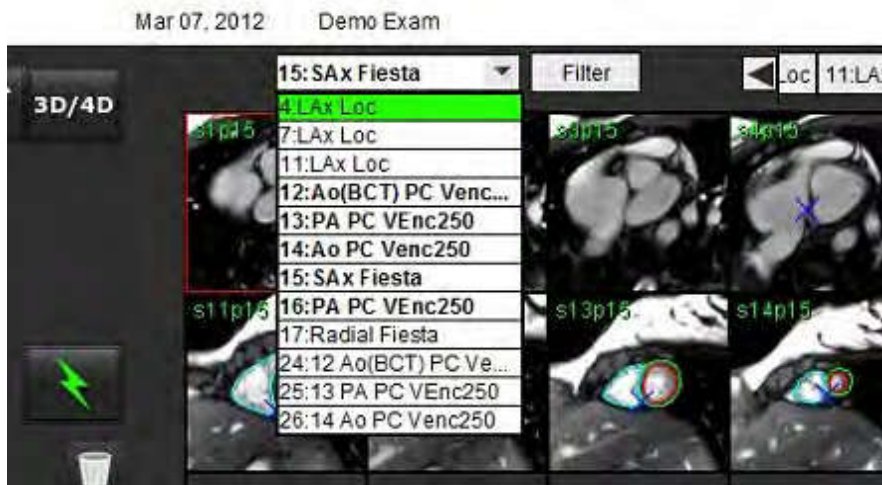 Mar 07, 2012 Demo Exam
15:SAx Fiesta Filter Loc 11:LA
3D/4D
4:LAx Loc
7:LAx Loc
11:LAx Loc
12:Ao(BCT) PC Venc...
13:PA PC VEnc250
14:Ao PC Venc250
15:SAx Fiesta
16:PA PC VEnc250
17:Radial Fiesta
24:12 Ao(BCT) PC Ve...
25:13 PA PC VEnc250
26:14 Ao PC Venc250
s1p15 s3p15 s4p15
s11p15 s13p15 s14p15